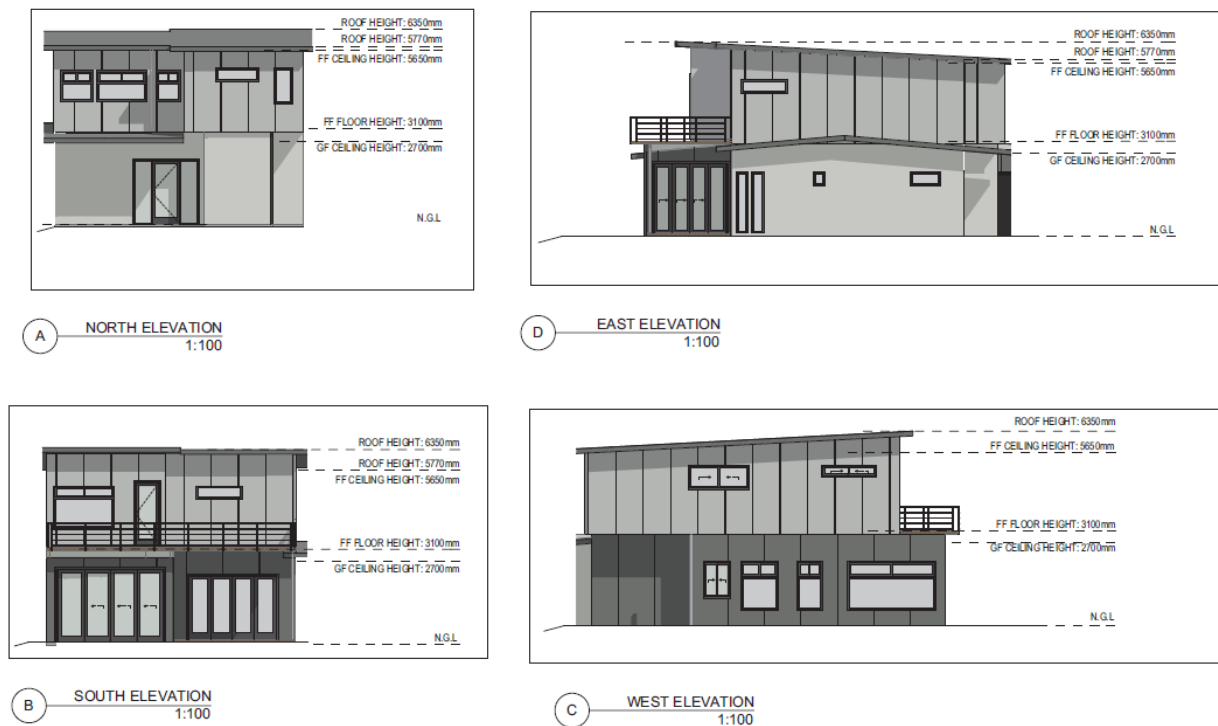 ROOF HEIGHT: 6350mm
ROOF HEIGHT: 5770mm
FF CEILING HEIGHT: 5650mm
FF FLOOR HEIGHT: 3100mm
GF CEILING HEIGHT: 2700mm
N.G.L
A
NORTH ELEVATION
1:100
ROOF HEIGHT: 6350mm
ROOF HEIGHT: 5770mm
FF CEILING HEIGHT: 5650mm
FF FLOOR HEIGHT: 3100mm
GF CEILING HEIGHT: 2700mm
N.G.L
D
EAST ELEVATION
1:100
ROOF HEIGHT: 6350mm
ROOF HEIGHT: 5770mm
FF CEILING HEIGHT: 5650mm
FF FLOOR HEIGHT: 3100mm
GF CEILING HEIGHT: 2700mm
N.G.L
B
SOUTH ELEVATION
1:100
ROOF HEIGHT: 6350mm
FF CEILING HEIGHT: 5650mm
FF FLOOR HEIGHT: 3100mm
GF CEILING HEIGHT: 2700mm
N.G.L
C
WEST ELEVATION
1:100